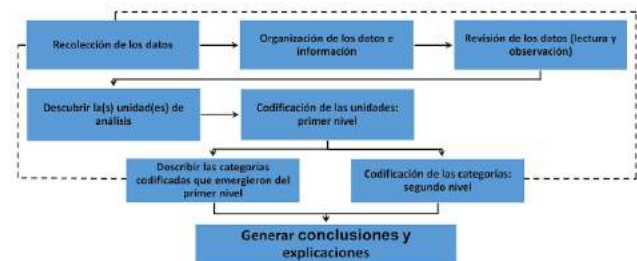 Recolección de los datos
Organización de los datos e
información
Revisión de los datos (lectura y
observación)
Descubrir la(s) unidad(es) de
análisis
Codificación de las unidades:
primer nivel
Describir las categorías
codificadas que emergieron del
primer nivel
Codificación de las categorías:
segundo nivel
Generar conclusiones y
explicaciones